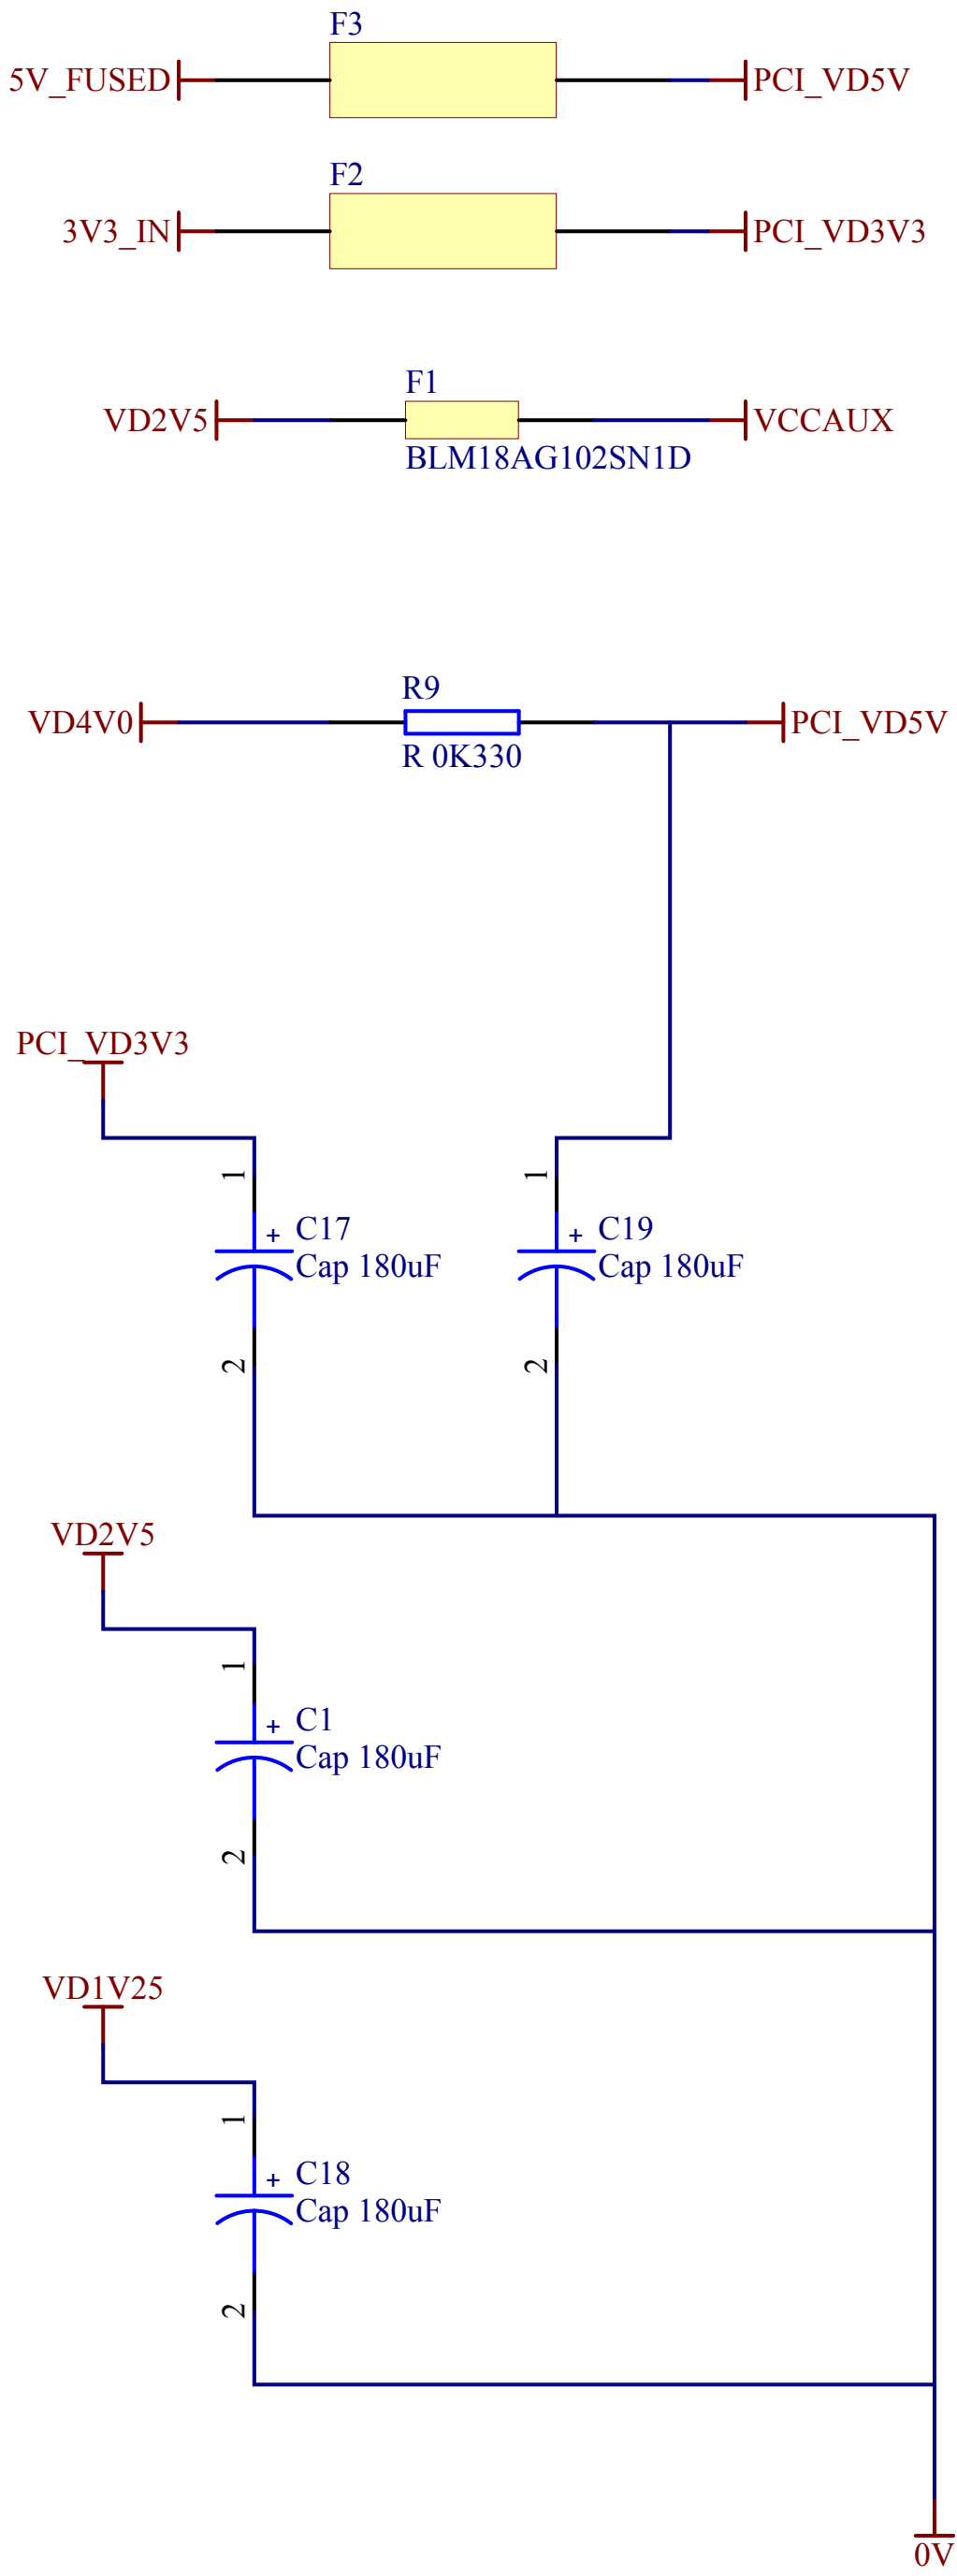 F3
5V_FUSED
PCI_VD5V
F2
3V3_IN
PCI_VD3V3
F1
VD2V5
VCCAUX
BLM18AG102SN1D
R9
VD4V0
PCI_VD5V
R 0K330
PCI_VD3V3
1
1
+ C17
+ C19
Cap 180uF
Cap 180uF
2
2
VD2V5
1
+ C1
Cap 180uF
2
VD1V25
1
+ C18
Cap 180uF
2
0V